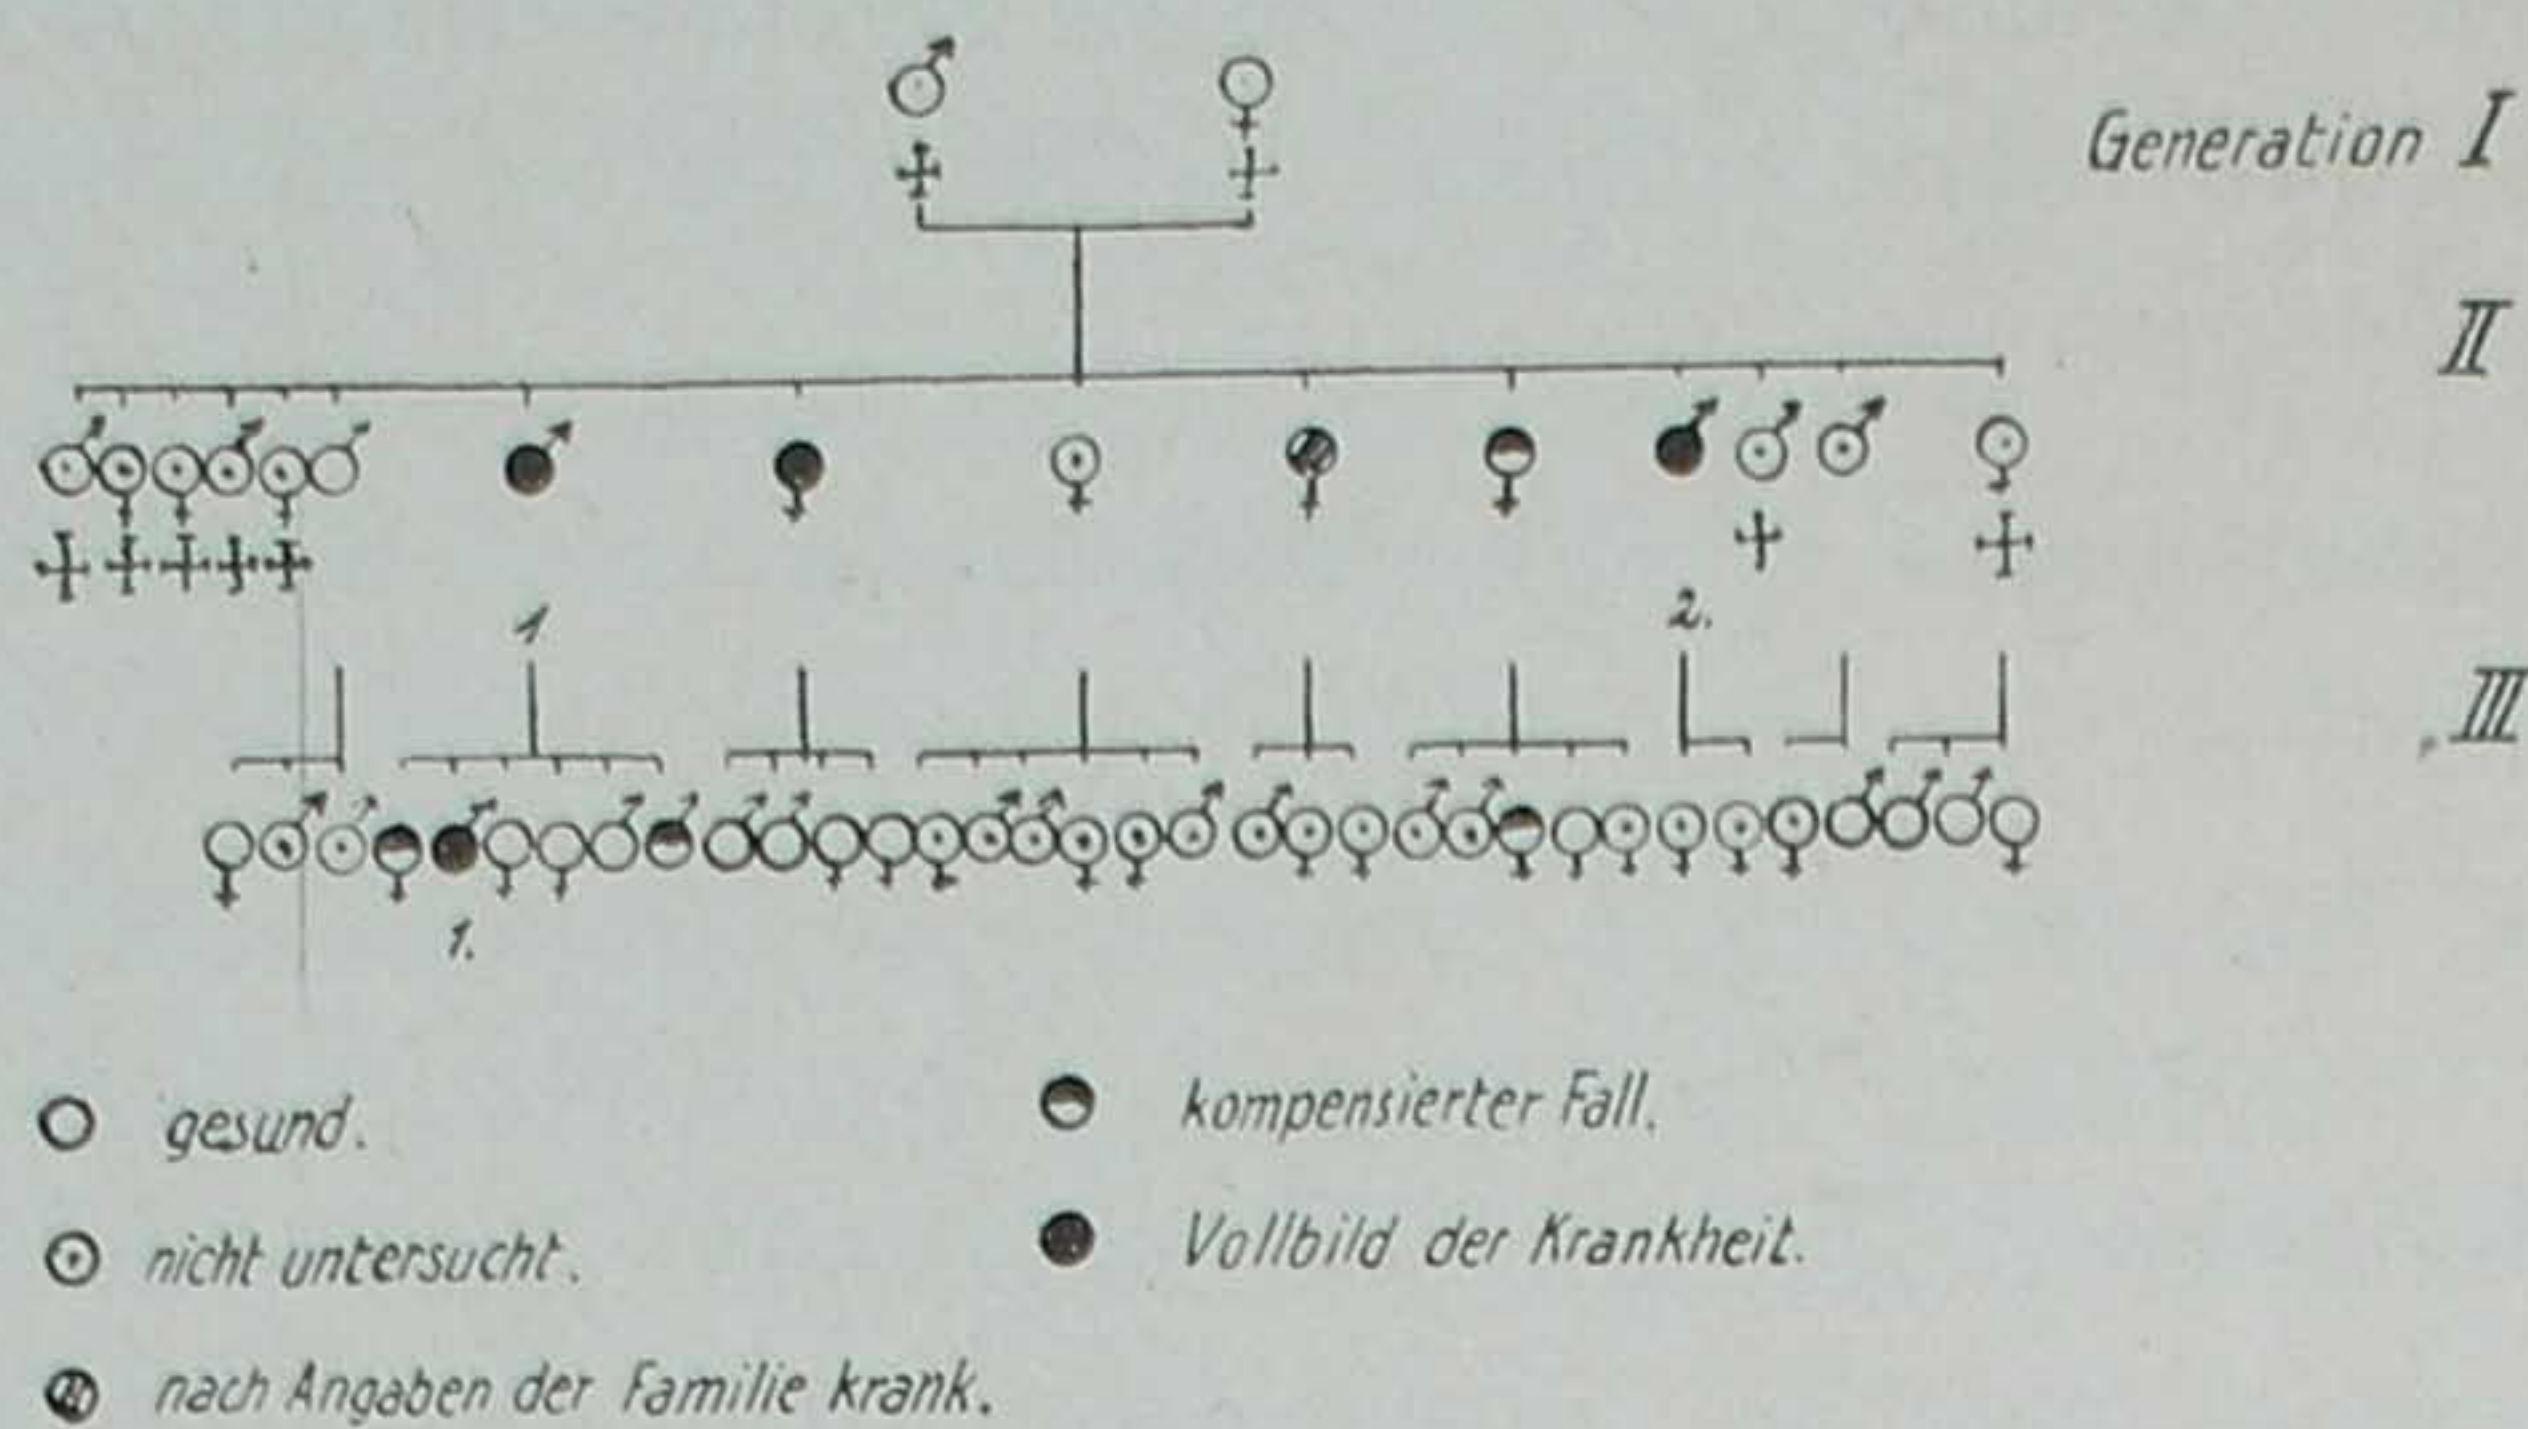 Generation I
II
1
2.
III
1.
gesund.
kompensierter Fall.
nicht untersucht.
Vollbild der Krankheit.
nach Angaben der Familie krank.